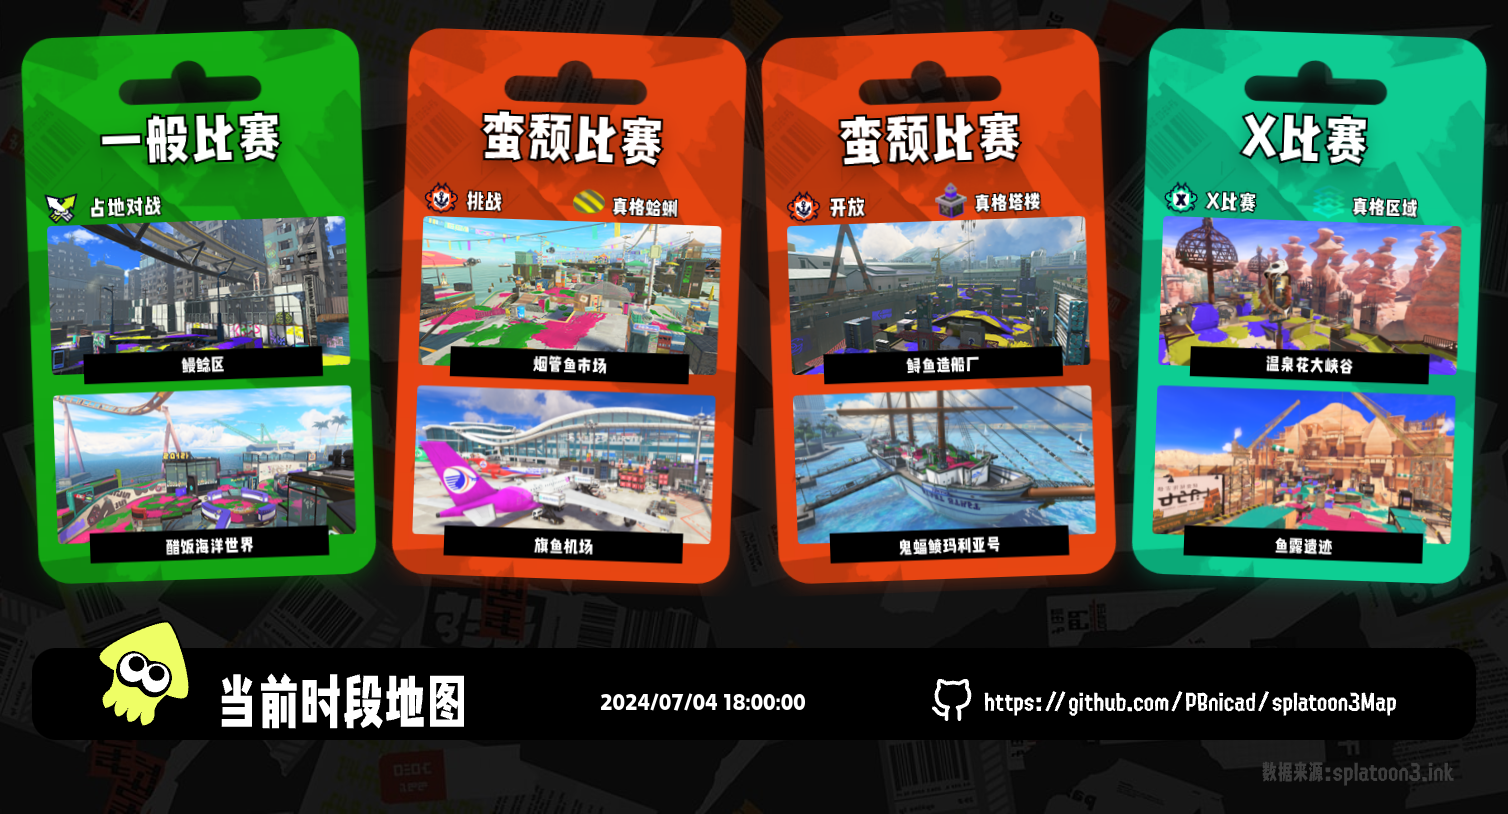 一般比赛
占地对战
鳗鲶区
醋饭海洋世界
蛮颓比赛
挑战
真格蛤蜊
烟管鱼市场
旗鱼机场
蛮颓比赛
开放
真格塔楼
鲟鱼造船厂
鬼蝠鲼玛利亚号
X比赛
X比赛
真格区域
温泉花大峡谷
鱼露遗迹
当前时段地图
2024/07/04 18:00:00
https://github.com/PBnicad/splatoon3Map
数据来源:splatoon3.ink